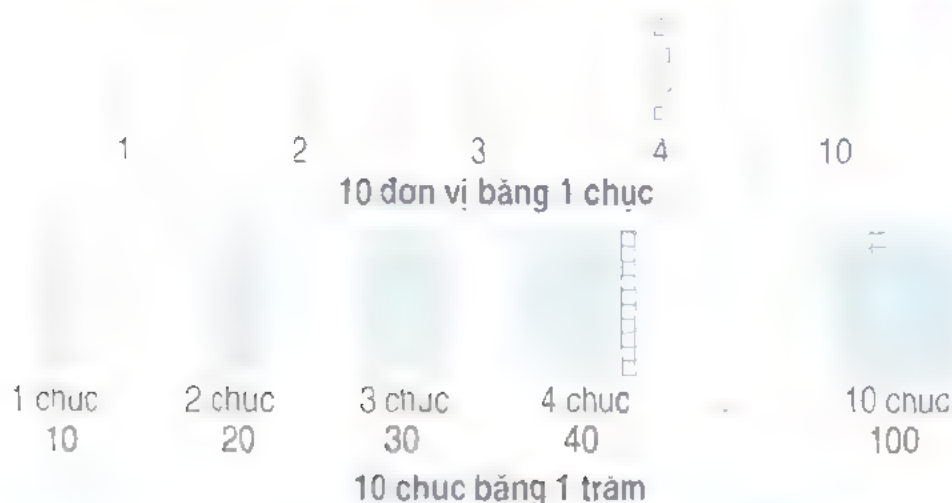 1 2 3 4 10
10 đơn vị bằng 1 chục
1 chục 2 chục 3 chục 4 chục 10 chục
10 20 30 40 100
10 chục bằng 1 trăm